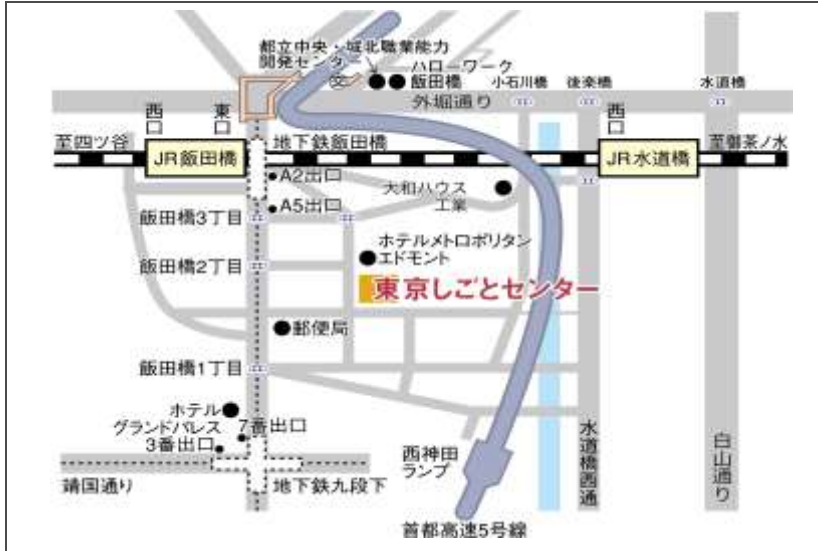 都立中央・城北職業能力
開発センター
ハローワーク
飯田橋
小石川橋
後楽橋
水道橋
外堀通り
西口
東口
西口
至四ツ谷
JR飯田橋
地下鉄飯田橋
JR水道橋
至御茶ノ水
A2出口
大和ハウス
工業
A5出口
飯田橋3丁目
ホテルメトロポリタン
エドモント
飯田橋2丁目
東京しごとセンター
郵便局
飯田橋1丁目
ホテル
グランドパレス
7番出口
3番出口
西神田
ランプ
水道橋西通
白山通り
靖国通り
地下鉄九段下
首都高速5号線